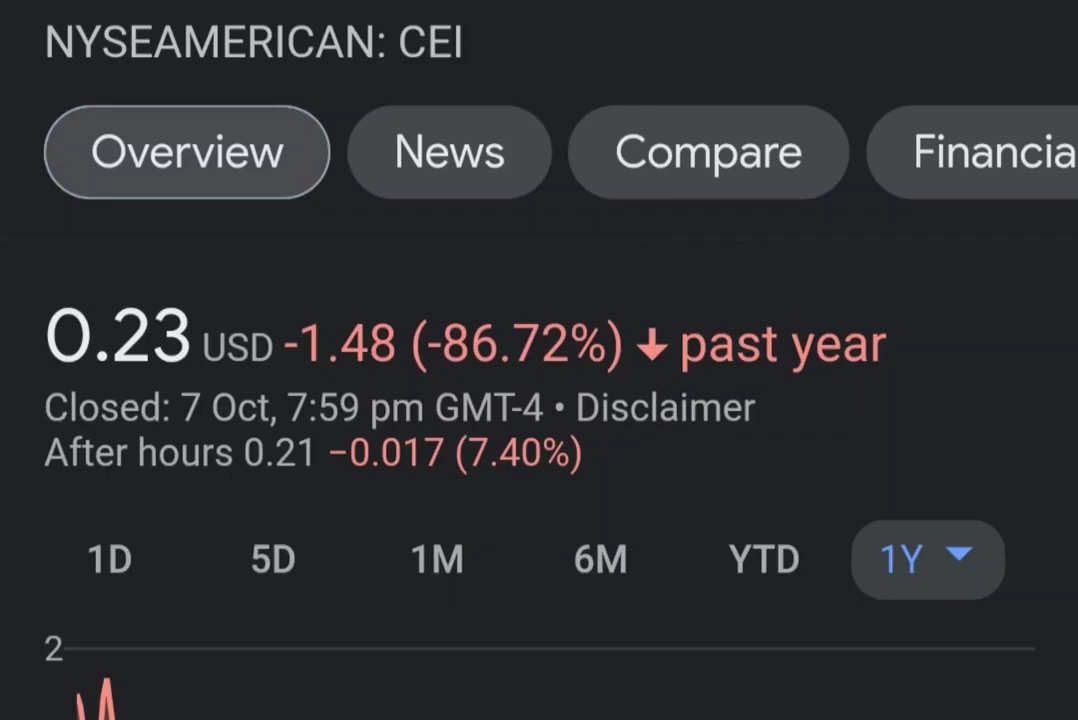 NYSEAMERICAN: CEI
Overview News Compare Financia
0.23 USD -1.48 (-86.72%) ↓ past year
Closed: 7 Oct, 7:59 pm GMT-4 • Disclaimer
After hours 0.21 −0.017 (7.40%)
1D 5D 1M 6M YTD 1Y
2